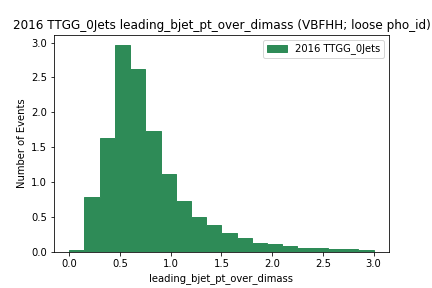 2016 TTGG_0Jets leading_bjet_pt_over_dimass (VBFHH; loose pho_id)
3.0
2.5
2.0
1.5
1.0
0.5
0.0
Number of Events
2016 TTGG_0Jets
0.0 0.5 1.0 1.5 2.0 2.5 3.0
leading_bjet_pt_over_dimass